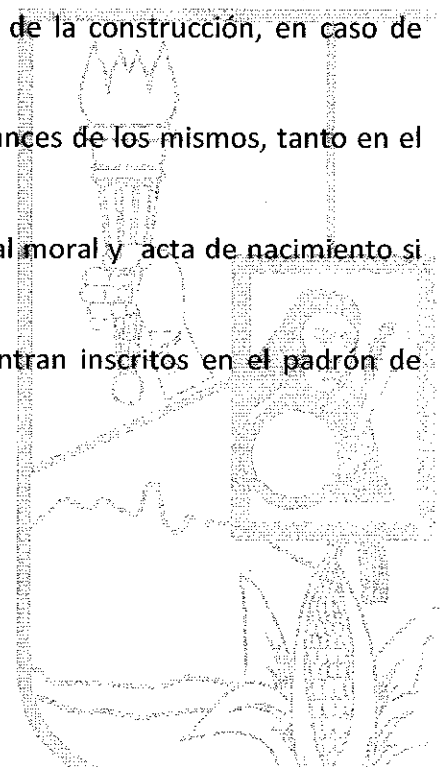 de la construcción, en caso de
ances de los mismos, tanto en el
al moral y acta de nacimiento si
ntran inscritos en el padrón de